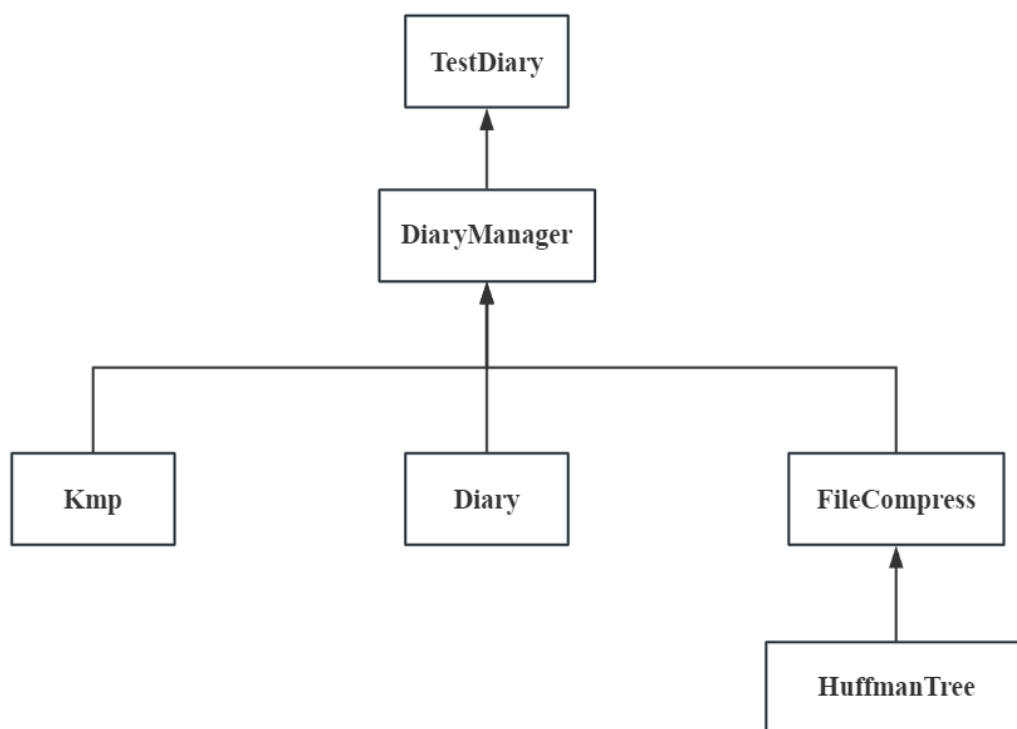 TestDiary
DiaryManager
Kmp
Diary
FileCompress
HuffmanTree